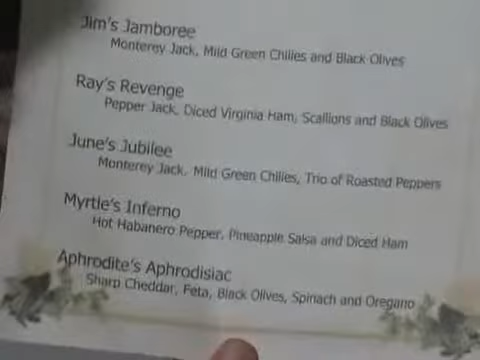 Jim's Jamboree
Monterey Jack, Mild Green Chilies and Black Olives
Ray's Revenge
Pepper Jack, Diced Virginia Ham, Scallions and Black Olives
June's Jubilee
Monterey Jack, Mild Green Chilies, Trio of Roasted Peppers
Myrtle's Inferno
Hot Habanero Pepper, Pineapple Salsa and Diced Ham
Aphrodite's Aphrodisiac
Sharp Cheddar, Feta, Black Olives, Spinach and Oregano